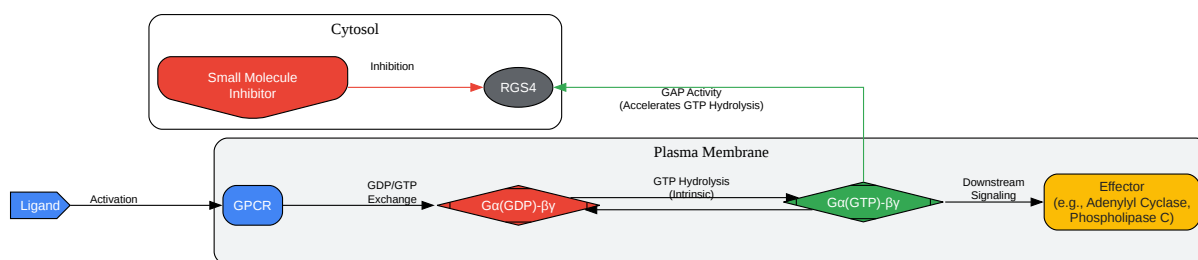 Cytosol
Small Molecule
Inhibitor
Inhibition
RGS4
GAP Activity
(Accelerates GTP Hydrolysis)
Plasma Membrane
Ligand
Activation
GPCR
GDP/GTP
Exchange
Gα(GDP)-βγ
GTP Hydrolysis
(Intrinsic)
Gα(GTP)-βγ
Downstream
Signaling
Effector
(e.g., Adenylyl Cyclase,
Phospholipase C)